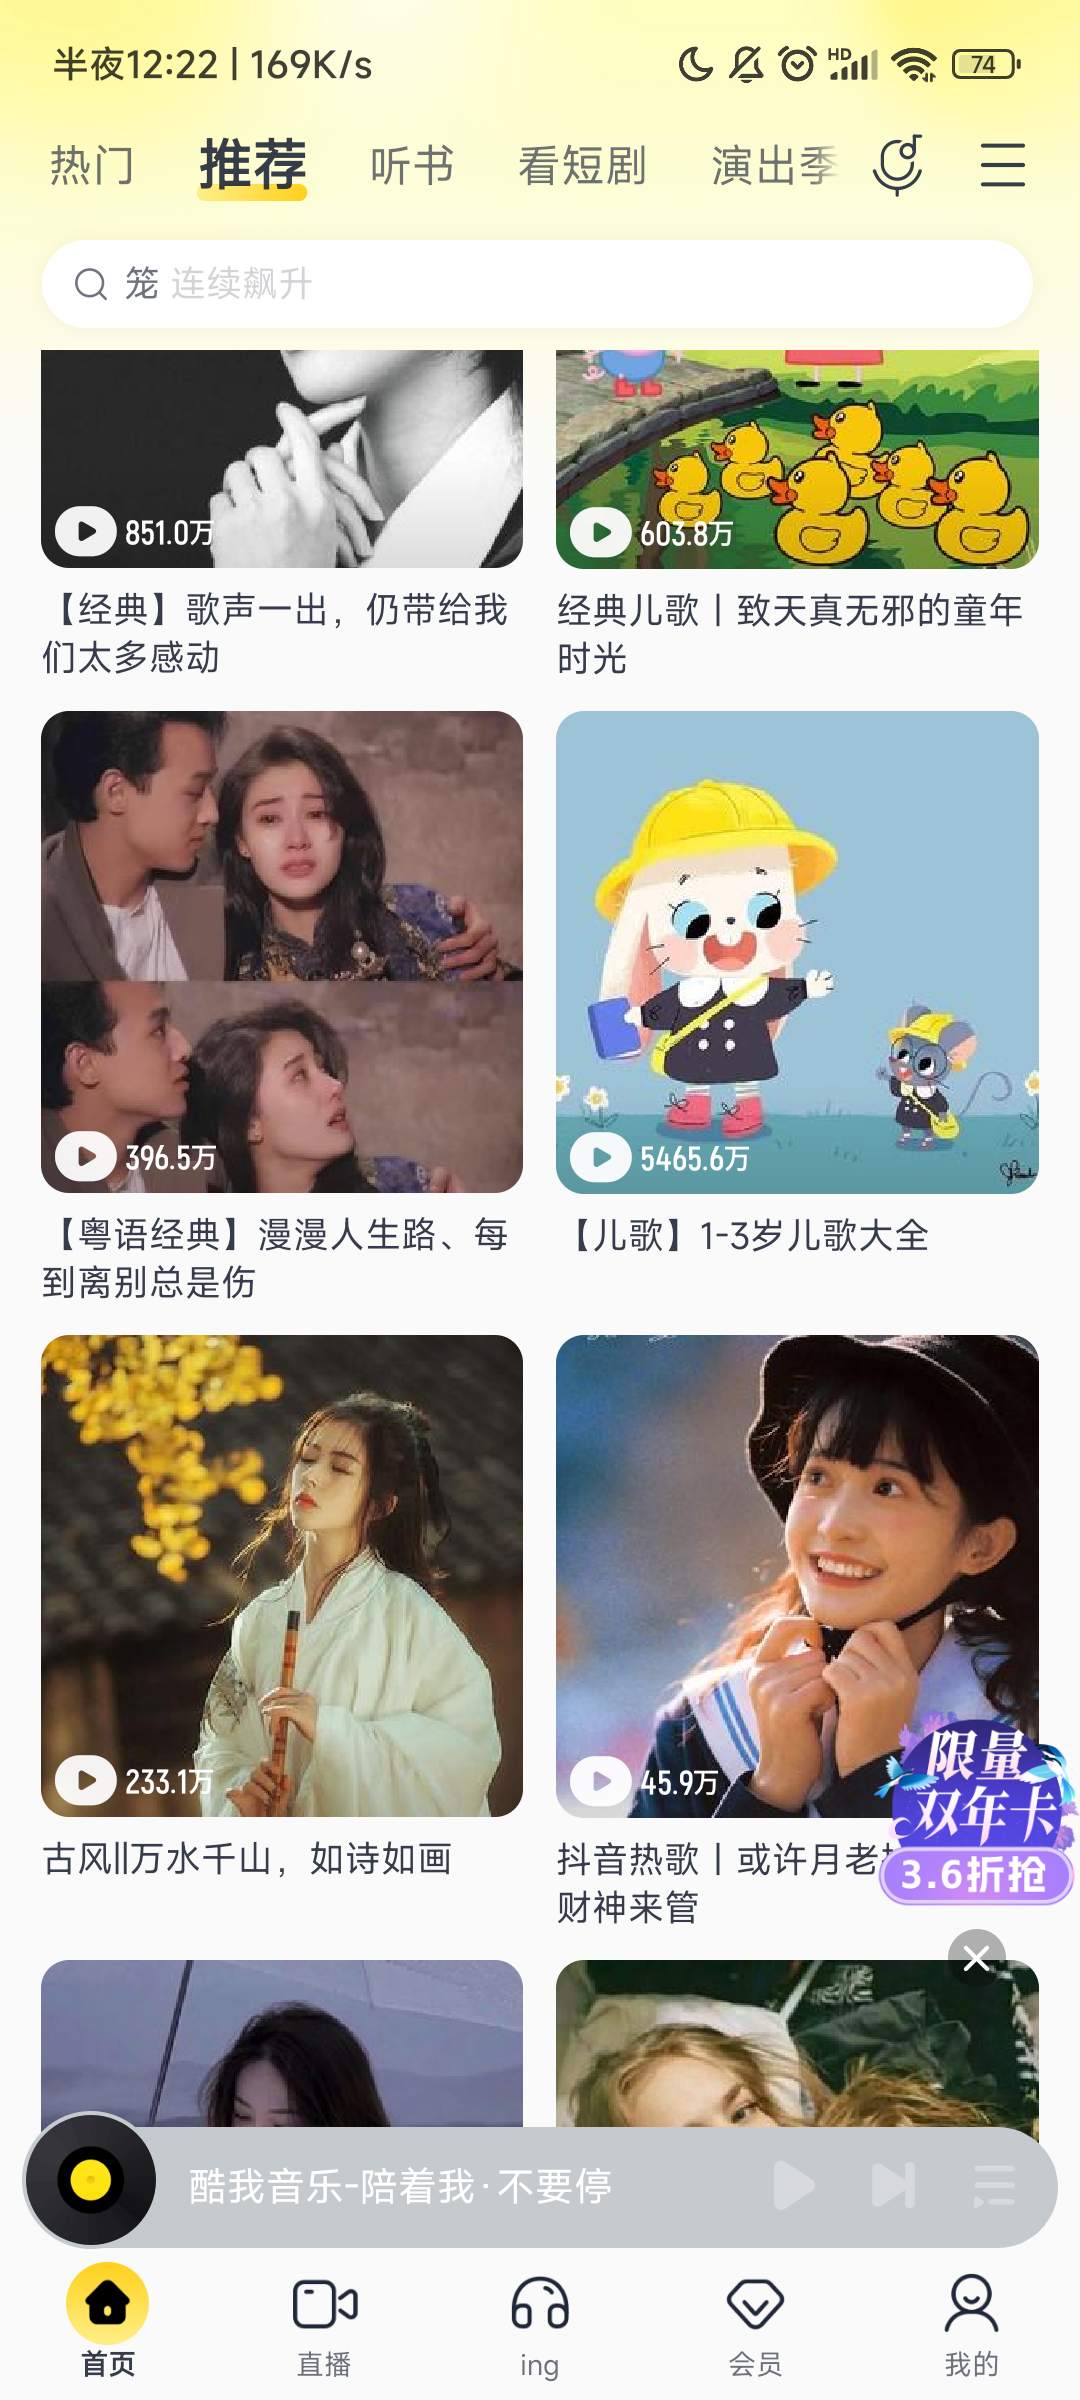 半夜12:22 | 169K/s
HD
74
热门 推荐 听书 看短剧 演出季
笼 连续飙升
851.0万
603.8万
【经典】歌声一出，仍带给我
们太多感动
经典儿歌丨致天真无邪的童年
时光
396.5万
5465.6万
【粤语经典】漫漫人生路、每
到离别总是伤
【儿歌】1-3岁儿歌大全
233.1万
45.9万
古风||万水千山，如诗如画
抖音热歌丨或许月老
财神来管
限量
双年卡
3.6折抢
酷我音乐-陪着我·不要停
首页 直播 ing 会员 我的